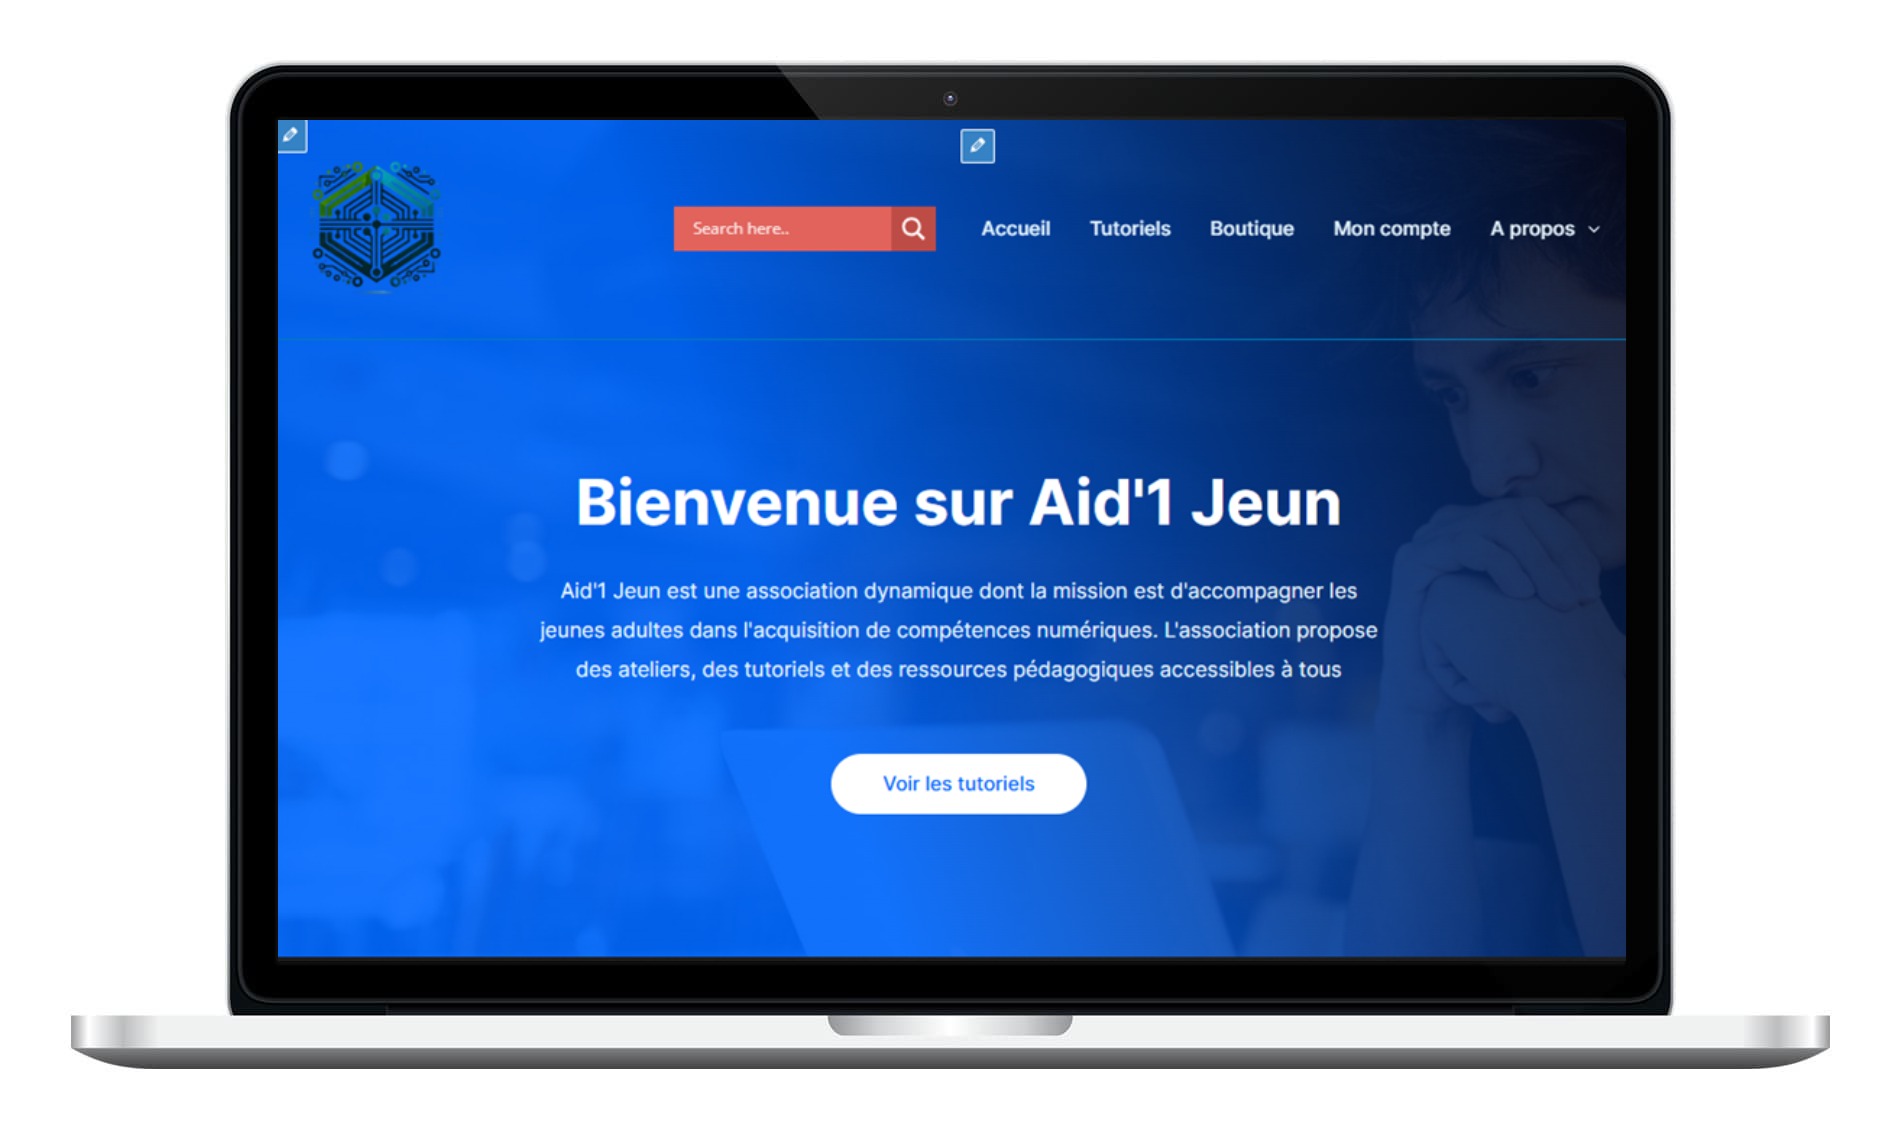 Search here..
Accueil
Tutoriels
Boutique
Mon compte
A propos
Bienvenue sur Aid'1 Jeun
Aid'1 Jeun est une association dynamique dont la mission est d'accompagner les
jeunes adultes dans l'acquisition de compétences numériques. L'association propose
des ateliers, des tutoriels et des ressources pédagogiques accessibles à tous
Voir les tutoriels